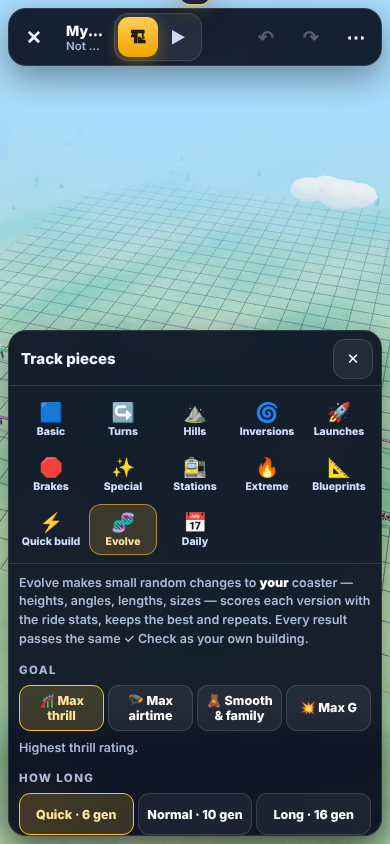 My...
Not ...
Track pieces
Basic
Turns
Hills
Inversions
Launches
Brakes
Special
Stations
Extreme
Blueprints
Quick build
Evolve
Daily
Evolve makes small random changes to your coaster —
heights, angles, lengths, sizes — scores each version with
the ride stats, keeps the best and repeats. Every result
passes the same ✓ Check as your own building.
GOAL
Max
thrill
Max
airtime
Smooth
& family
Max G
Highest thrill rating.
HOW LONG
Quick · 6 gen
Normal · 10 gen
Long · 16 gen